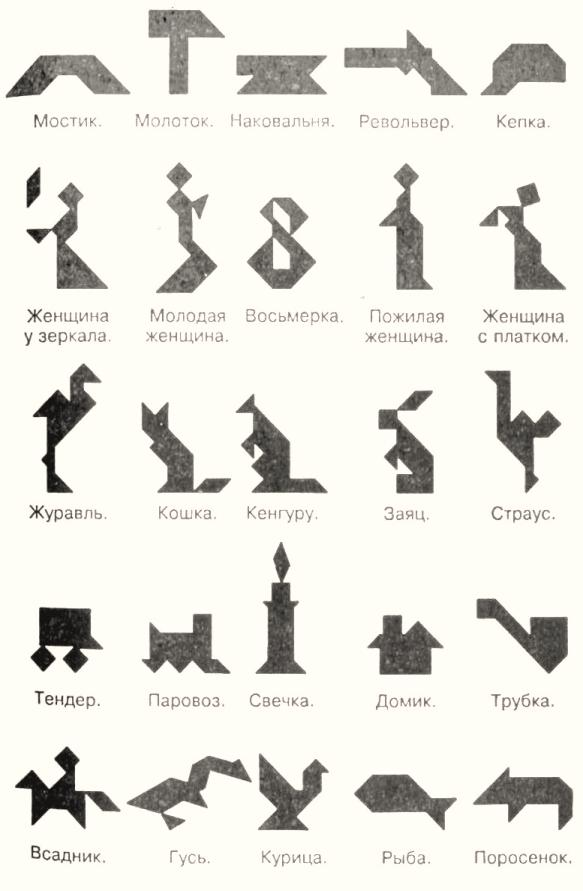 Мостик. Молоток. Наковальня. Револьвер. Кепка.
Женщина у зеркала. Молодая женщина. Восьмерка. Пожилая женщина. Женщина с платком.
Журавль. Кошка. Кенгуру. Заяц. Страус.
Тендер. Паровоз. Свечка. Домик. Трубка.
Всадник. Гусь. Курица. Рыба. Поросенок.